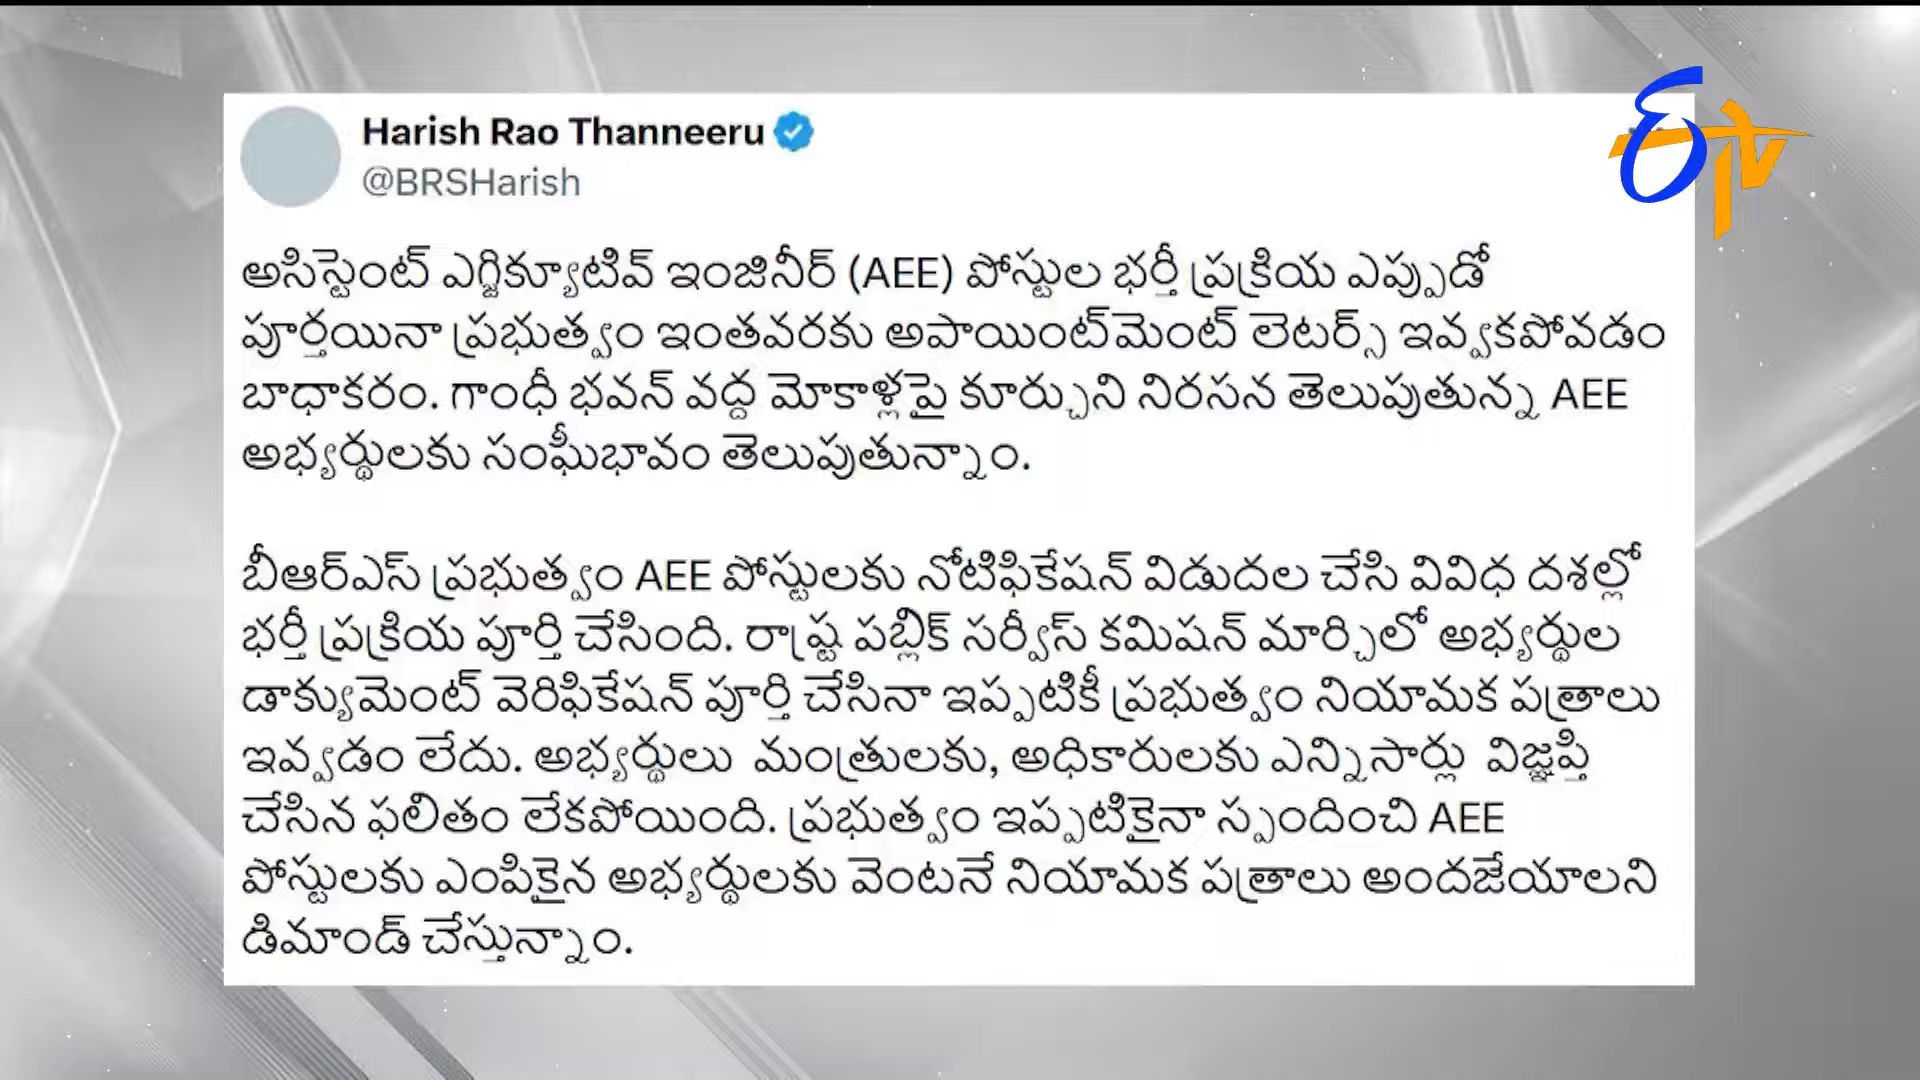 Harish Rao Thanneeru
@BRSHarish
ETV
అసిస్టెంట్ ఎగ్జిక్యూటివ్ ఇంజినీర్ (AEE) పోస్టుల భర్తీ ప్రక్రియ ఎప్పుడో
పూర్తయినా ప్రభుత్వం ఇంతవరకు అపాయింట్‌మెంట్ లెటర్స్ ఇవ్వకపోవడం
బాధాకరం. గాంధీ భవన్ వద్ద మోకాళ్లపై కూర్చుని నిరసన తెలుపుతున్న AEE
అభ్యర్థులకు సంఘీభావం తెలుపుతున్నాం.
బీఆర్ఎస్ ప్రభుత్వం AEE పోస్టులకు నోటిఫికేషన్ విడుదల చేసి వివిధ దశల్లో
భర్తీ ప్రక్రియ పూర్తి చేసింది. రాష్ట్ర పబ్లిక్ సర్వీస్ కమిషన్ మార్చిలో అభ్యర్థుల
డాక్యుమెంట్ వెరిఫికేషన్ పూర్తి చేసినా ఇప్పటికీ ప్రభుత్వం నియామక పత్రాలు
ఇవ్వడం లేదు. అభ్యర్థులు మంత్రులకు, అధికారులకు ఎన్నిసార్లు విజ్ఞప్తి
చేసిన ఫలితం లేకపోయింది. ప్రభుత్వం ఇప్పటికైనా స్పందించి AEE
పోస్టులకు ఎంపికైన అభ్యర్థులకు వెంటనే నియామక పత్రాలు అందజేయాలని
డిమాండ్ చేస్తున్నాం.